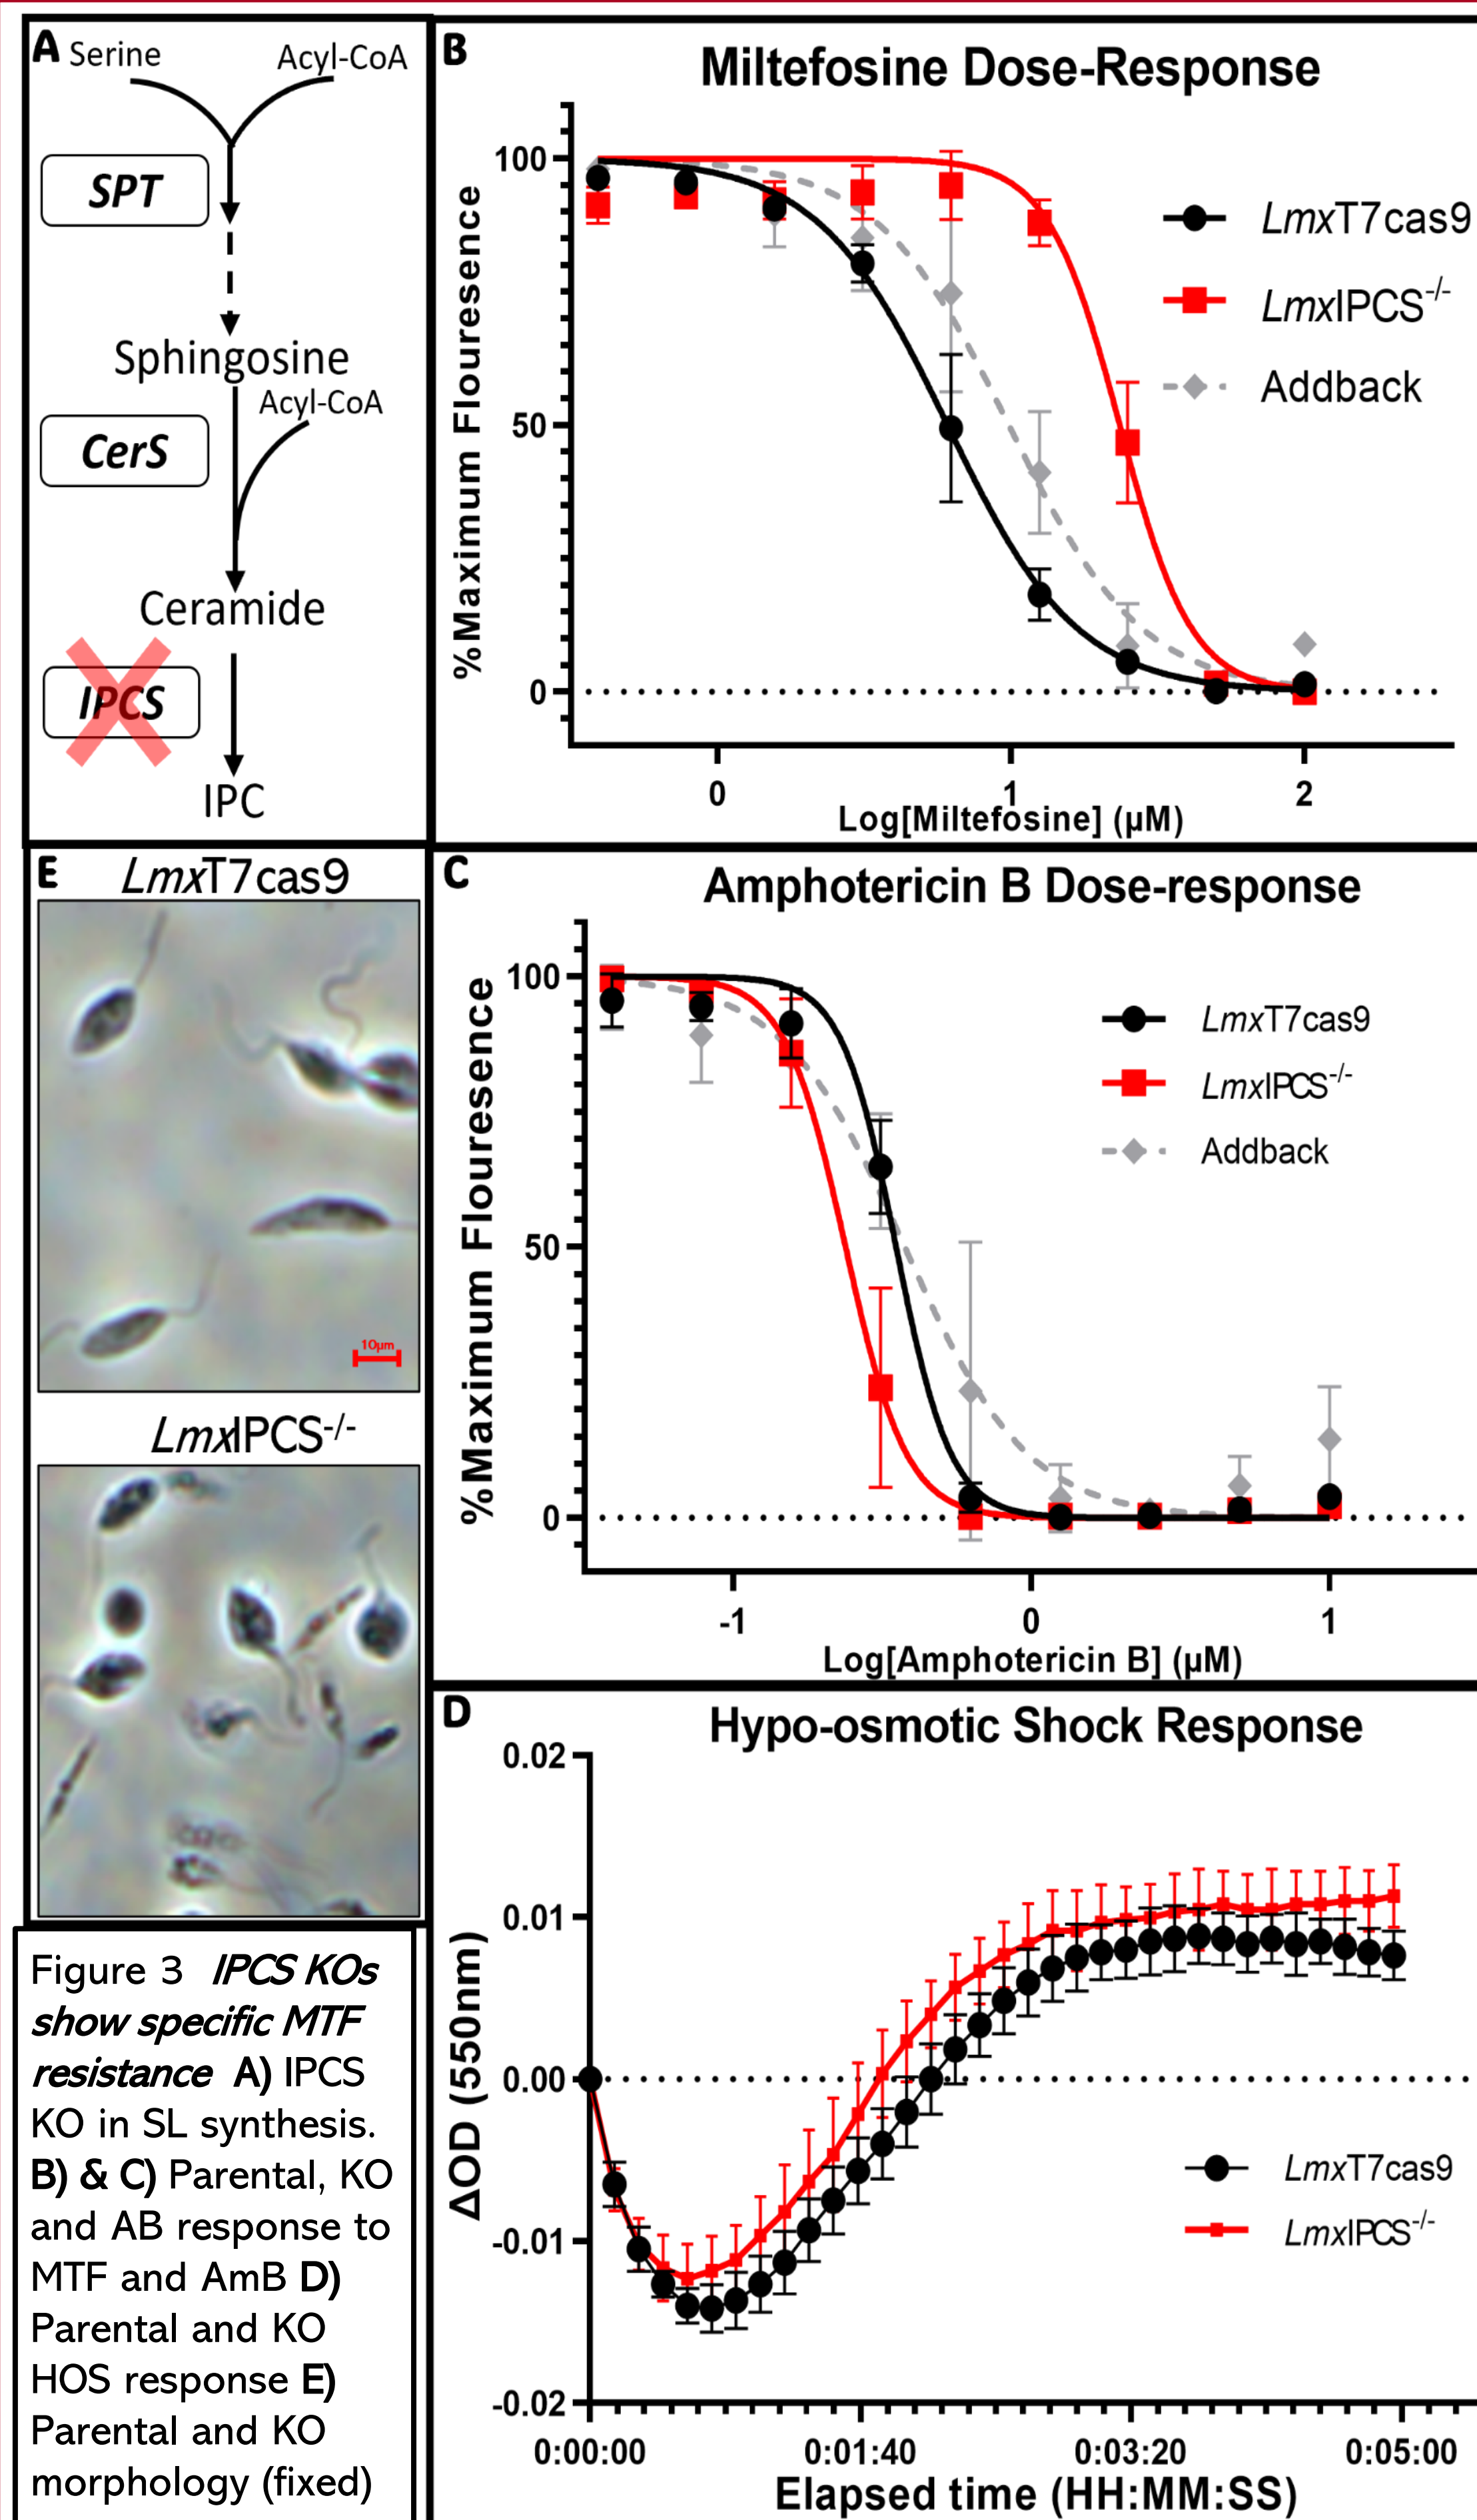 A Serine Acyl-CoA
SPT
Sphingosine
Acyl-CoA
CerS
Ceramide
IPCS
IPC
B Miltefosine Dose-Response
%Maximum Flouresence
100
50
0
0 1 2
Log[Miltefosine] (µM)
LmxT7cas9
LmxIPCS-/-
Addback
E LmxT7cas9
10µm
LmxIPCS-/-
C Amphotericin B Dose-response
%Maximum Flouresence
100
50
0
-1 0 1
Log[Amphotericin B] (µM)
LmxT7cas9
LmxIPCS-/-
Addback
D Hypo-osmotic Shock Response
ΔOD (550nm)
0.02
0.01
0.00
-0.01
-0.02
0:00:00 0:01:40 0:03:20 0:05:00
Elapsed time (HH:MM:SS)
LmxT7cas9
LmxIPCS-/-
Figure 3 IPCS KOs
show specific MTF
resistance A) IPCS
KO in SL synthesis.
B) & C) Parental, KO
and AB response to
MTF and AmB D)
Parental and KO
HOS response E)
Parental and KO
morphology (fixed)